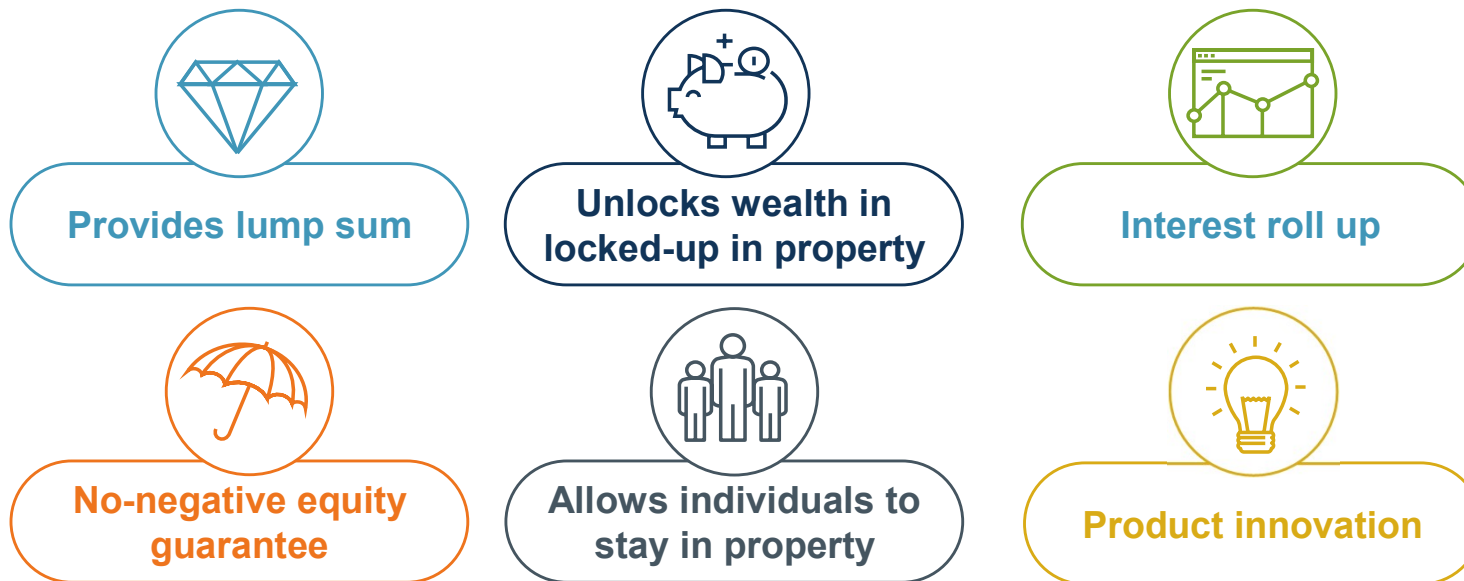 Provides lump sum
Unlocks wealth in
locked-up in property
Interest roll up
No-negative equity
guarantee
Allows individuals to
stay in property
Product innovation